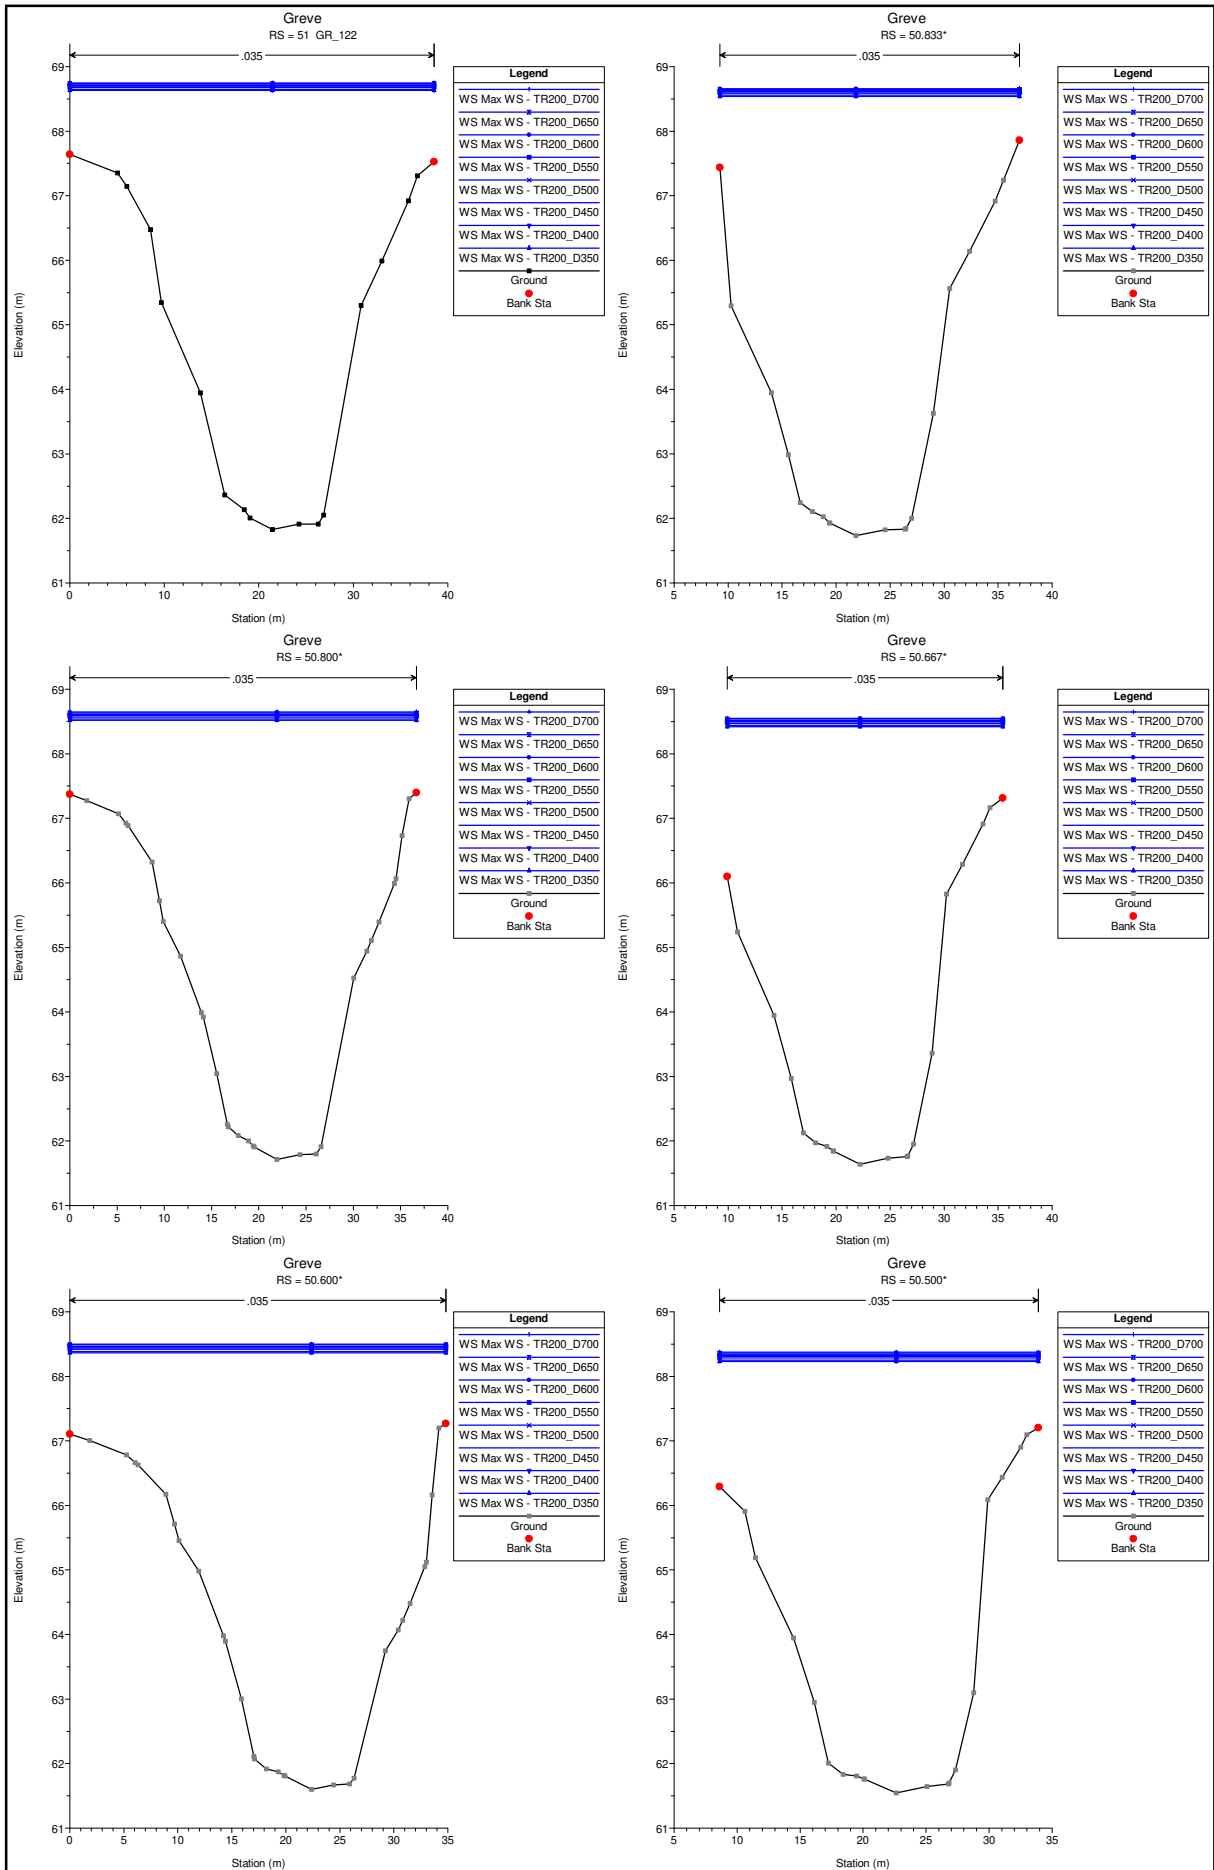 Greve
RS = 51 GR_122
.035
69
68
67
66
65
64
63
62
61
0
10
20
30
40
Elevation (m)
Station (m)
Legend
WS Max WS - TR200_D700
WS Max WS - TR200_D650
WS Max WS - TR200_D600
WS Max WS - TR200_D550
WS Max WS - TR200_D500
WS Max WS - TR200_D450
WS Max WS - TR200_D400
WS Max WS - TR200_D350
Ground
Bank Sta
Greve
RS = 50.833*
.035
69
68
67
66
65
64
63
62
61
5
10
15
20
25
30
35
40
Elevation (m)
Station (m)
Legend
WS Max WS - TR200_D700
WS Max WS - TR200_D650
WS Max WS - TR200_D600
WS Max WS - TR200_D550
WS Max WS - TR200_D500
WS Max WS - TR200_D450
WS Max WS - TR200_D400
WS Max WS - TR200_D350
Ground
Bank Sta
Greve
RS = 50.800*
.035
69
68
67
66
65
64
63
62
61
0
5
10
15
20
25
30
35
40
Elevation (m)
Station (m)
Legend
WS Max WS - TR200_D700
WS Max WS - TR200_D650
WS Max WS - TR200_D600
WS Max WS - TR200_D550
WS Max WS - TR200_D500
WS Max WS - TR200_D450
WS Max WS - TR200_D400
WS Max WS - TR200_D350
Ground
Bank Sta
Greve
RS = 50.667*
.035
69
68
67
66
65
64
63
62
61
5
10
15
20
25
30
35
40
Elevation (m)
Station (m)
Legend
WS Max WS - TR200_D700
WS Max WS - TR200_D650
WS Max WS - TR200_D600
WS Max WS - TR200_D550
WS Max WS - TR200_D500
WS Max WS - TR200_D450
WS Max WS - TR200_D400
WS Max WS - TR200_D350
Ground
Bank Sta
Greve
RS = 50.600*
.035
69
68
67
66
65
64
63
62
61
0
5
10
15
20
25
30
35
Elevation (m)
Station (m)
Legend
WS Max WS - TR200_D700
WS Max WS - TR200_D650
WS Max WS - TR200_D600
WS Max WS - TR200_D550
WS Max WS - TR200_D500
WS Max WS - TR200_D450
WS Max WS - TR200_D400
WS Max WS - TR200_D350
Ground
Bank Sta
Greve
RS = 50.500*
.035
69
68
67
66
65
64
63
62
61
5
10
15
20
25
30
35
Elevation (m)
Station (m)
Legend
WS Max WS - TR200_D700
WS Max WS - TR200_D650
WS Max WS - TR200_D600
WS Max WS - TR200_D550
WS Max WS - TR200_D500
WS Max WS - TR200_D450
WS Max WS - TR200_D400
WS Max WS - TR200_D350
Ground
Bank Sta